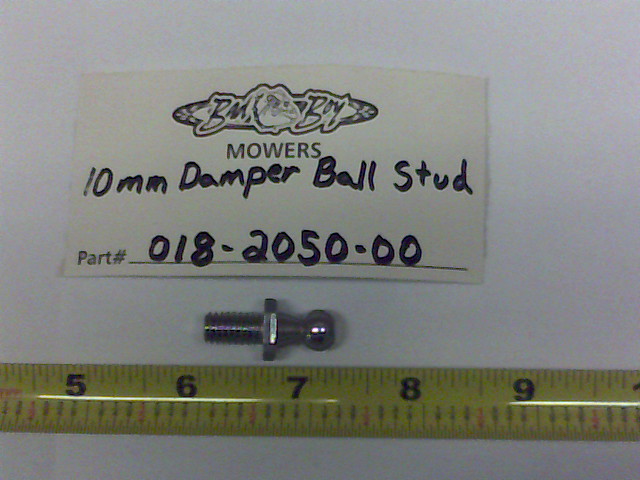 Bad Boy
MOWERS
10mm Damper Ball Stud
Part# 018-2050-00
5 6 7 8 9